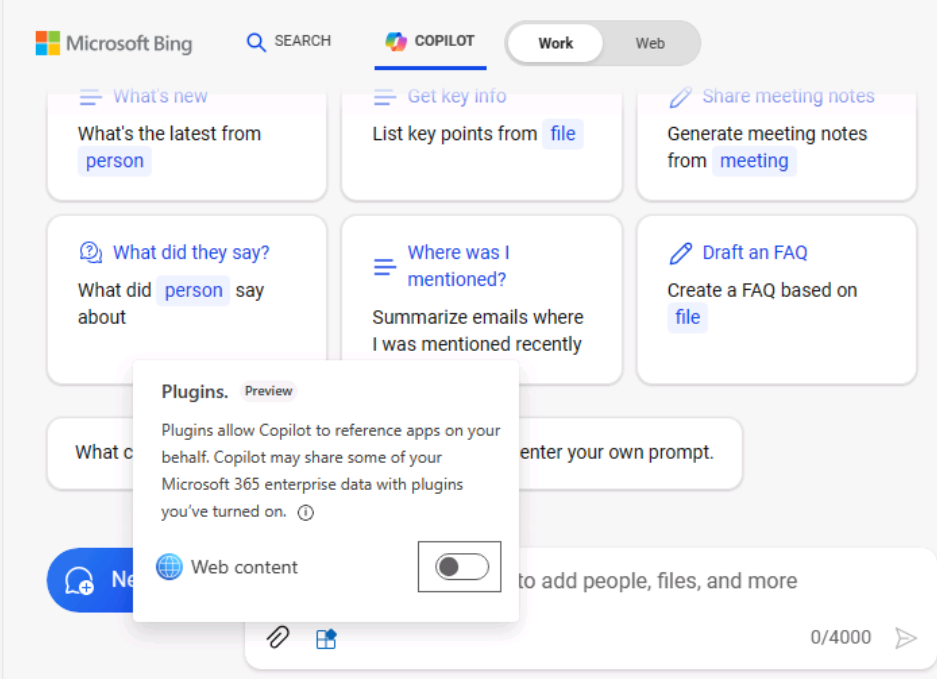 Microsoft Bing
SEARCH
COPILOT
Work
Web
What's new
What's the latest from
person
Get key info
List key points from file
Share meeting notes
Generate meeting notes
from meeting
What did they say?
What did person say
about
Where was I
mentioned?
Summarize emails where
I was mentioned recently
Draft an FAQ
Create a FAQ based on
file
What c
enter your own prompt.
Plugins. Preview
Plugins allow Copilot to reference apps on your
behalf. Copilot may share some of your
Microsoft 365 enterprise data with plugins
you've turned on.
Web content
Ne
to add people, files, and more
0/4000